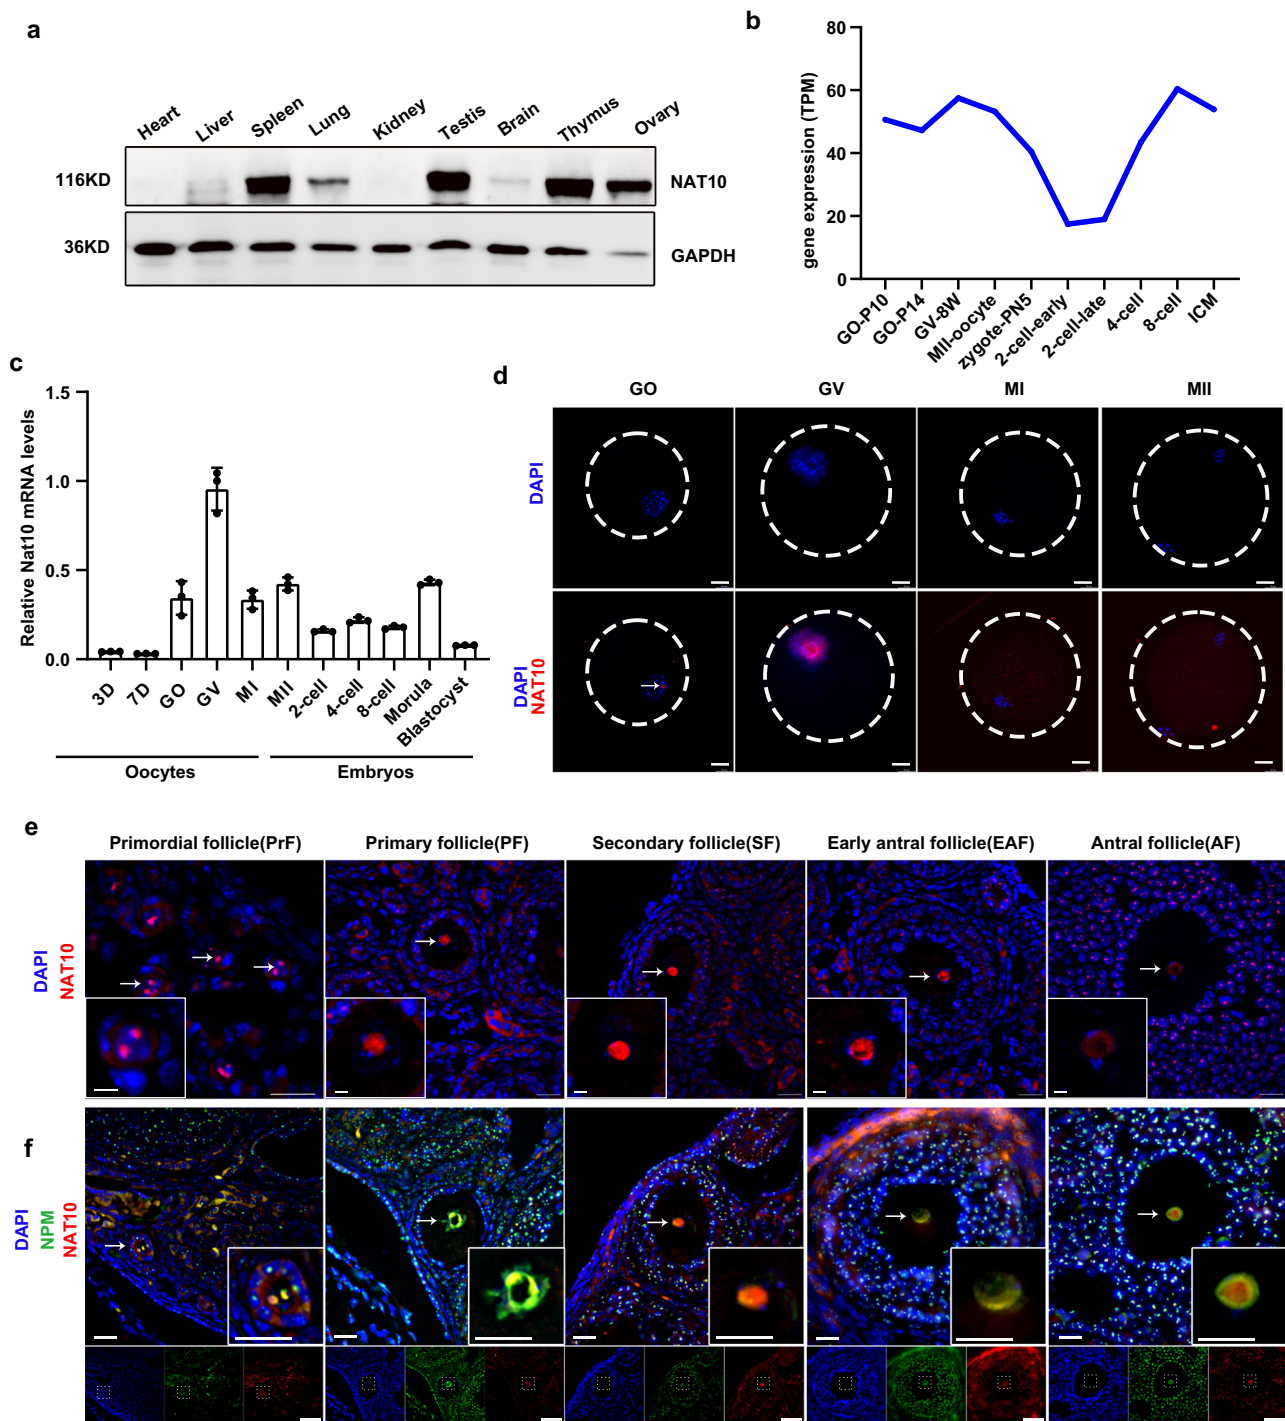 a
Heart Liver Spleen Lung Kidney Testis Brain Thymus Ovary
116KD NAT10
36KD GAPDH
b
gene expression (TPM)
80
60
40
20
0
GO-P10 GO-P14 GV-8W MII-oocyte zygote-PN5 2-cell-early 2-cell-late 4-cell 8-cell ICM
c
Relative Nat10 mRNA levels
1.5
1.0
0.5
0.0
3D 7D GO GV MI MII 2-cell 4-cell 8-cell Morula Blastocyst
Oocytes Embryos
d
GO GV MI MII
DAPI
DAPI
NAT10
e
Primordial follicle(PrF) Primary follicle(PF) Secondary follicle(SF) Early antral follicle(EAF) Antral follicle(AF)
DAPI
NAT10
f
DAPI
NPM
NAT10